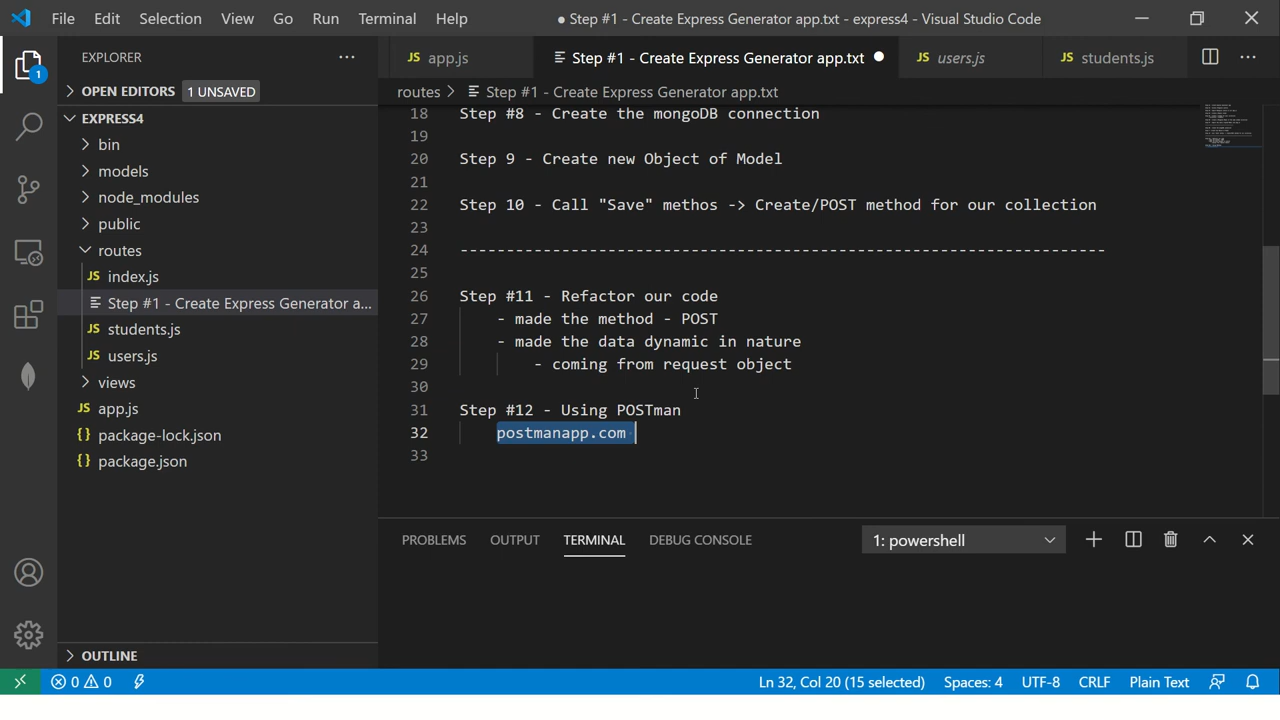 File Edit Selection View Go Run Terminal Help ● Step #1 - Create Express Generator app.txt - express4 - Visual Studio Code
EXPLORER ...
1
OPEN EDITORS 1 UNSAVED
EXPRESS4
bin
models
node_modules
public
routes
JS index.js
Step #1 - Create Express Generator a...
JS students.js
JS users.js
views
JS app.js
{} package-lock.json
{} package.json
OUTLINE
JS app.js Step #1 - Create Express Generator app.txt ● JS users.js JS students.js ...
routes > Step #1 - Create Express Generator app.txt
18 Step #8 - Create the mongoDB connection
19
20 Step 9 - Create new Object of Model
21
22 Step 10 - Call "Save" methos -> Create/POST method for our collection
23
24 ----------------------------------------------------------------------
25
26 Step #11 - Refactor our code
27 - made the method - POST
28 - made the data dynamic in nature
29 - coming from request object
30
31 Step #12 - Using POSTman
32 postmanapp.com
33
PROBLEMS OUTPUT TERMINAL DEBUG CONSOLE 1: powershell
0 0 Ln 32, Col 20 (15 selected) Spaces: 4 UTF-8 CRLF Plain Text